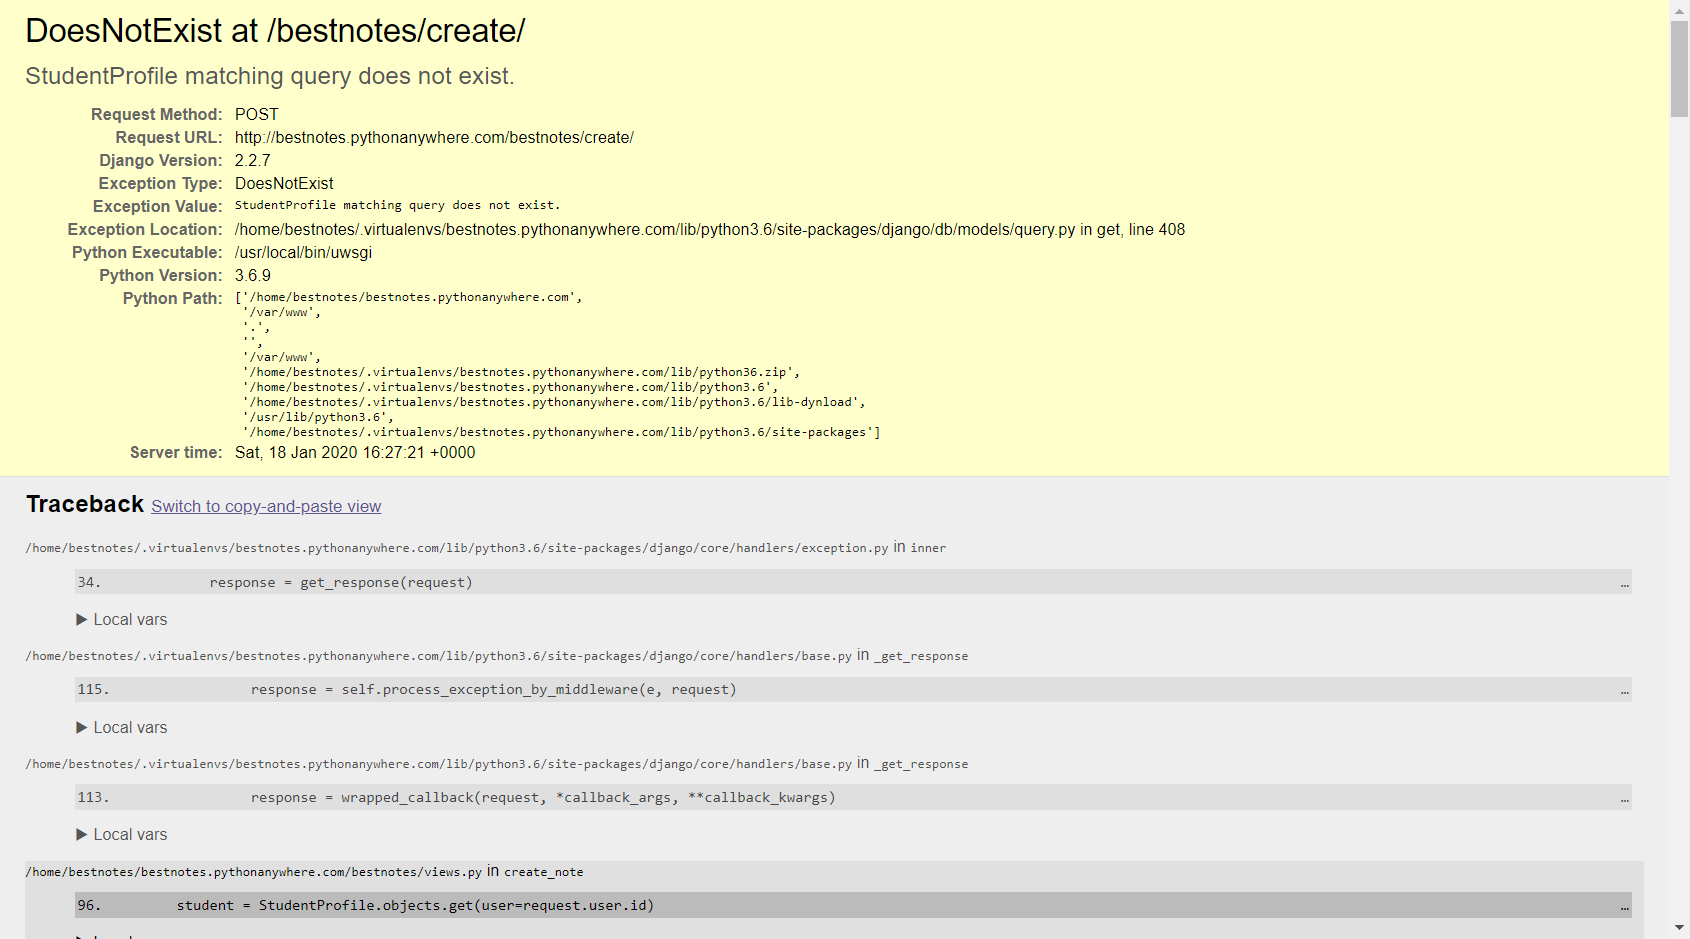 DoesNotExist at /bestnotes/create/
StudentProfile matching query does not exist.
Request Method: POST
Request URL: http://bestnotes.pythonanywhere.com/bestnotes/create/
Django Version: 2.2.7
Exception Type: DoesNotExist
Exception Value: StudentProfile matching query does not exist.
Exception Location: /home/bestnotes/.virtualenvs/bestnotes.pythonanywhere.com/lib/python3.6/site-packages/django/db/models/query.py in get, line 408
Python Executable: /usr/local/bin/uwsgi
Python Version: 3.6.9
Python Path: ['/home/bestnotes/bestnotes.pythonanywhere.com',
'/var/www',
'.',
'',
'/var/www',
'/home/bestnotes/.virtualenvs/bestnotes.pythonanywhere.com/lib/python36.zip',
'/home/bestnotes/.virtualenvs/bestnotes.pythonanywhere.com/lib/python3.6',
'/home/bestnotes/.virtualenvs/bestnotes.pythonanywhere.com/lib/python3.6/lib-dynload',
'/usr/lib/python3.6',
'/home/bestnotes/.virtualenvs/bestnotes.pythonanywhere.com/lib/python3.6/site-packages']
Server time: Sat, 18 Jan 2020 16:27:21 +0000
Traceback Switch to copy-and-paste view
/home/bestnotes/.virtualenvs/bestnotes.pythonanywhere.com/lib/python3.6/site-packages/django/core/handlers/exception.py in inner
34. response = get_response(request) …
▶ Local vars
/home/bestnotes/.virtualenvs/bestnotes.pythonanywhere.com/lib/python3.6/site-packages/django/core/handlers/base.py in _get_response
115. response = self.process_exception_by_middleware(e, request) …
▶ Local vars
/home/bestnotes/.virtualenvs/bestnotes.pythonanywhere.com/lib/python3.6/site-packages/django/core/handlers/base.py in _get_response
113. response = wrapped_callback(request, *callback_args, **callback_kwargs) …
▶ Local vars
/home/bestnotes/bestnotes.pythonanywhere.com/bestnotes/views.py in create_note
96. student = StudentProfile.objects.get(user=request.user.id) …